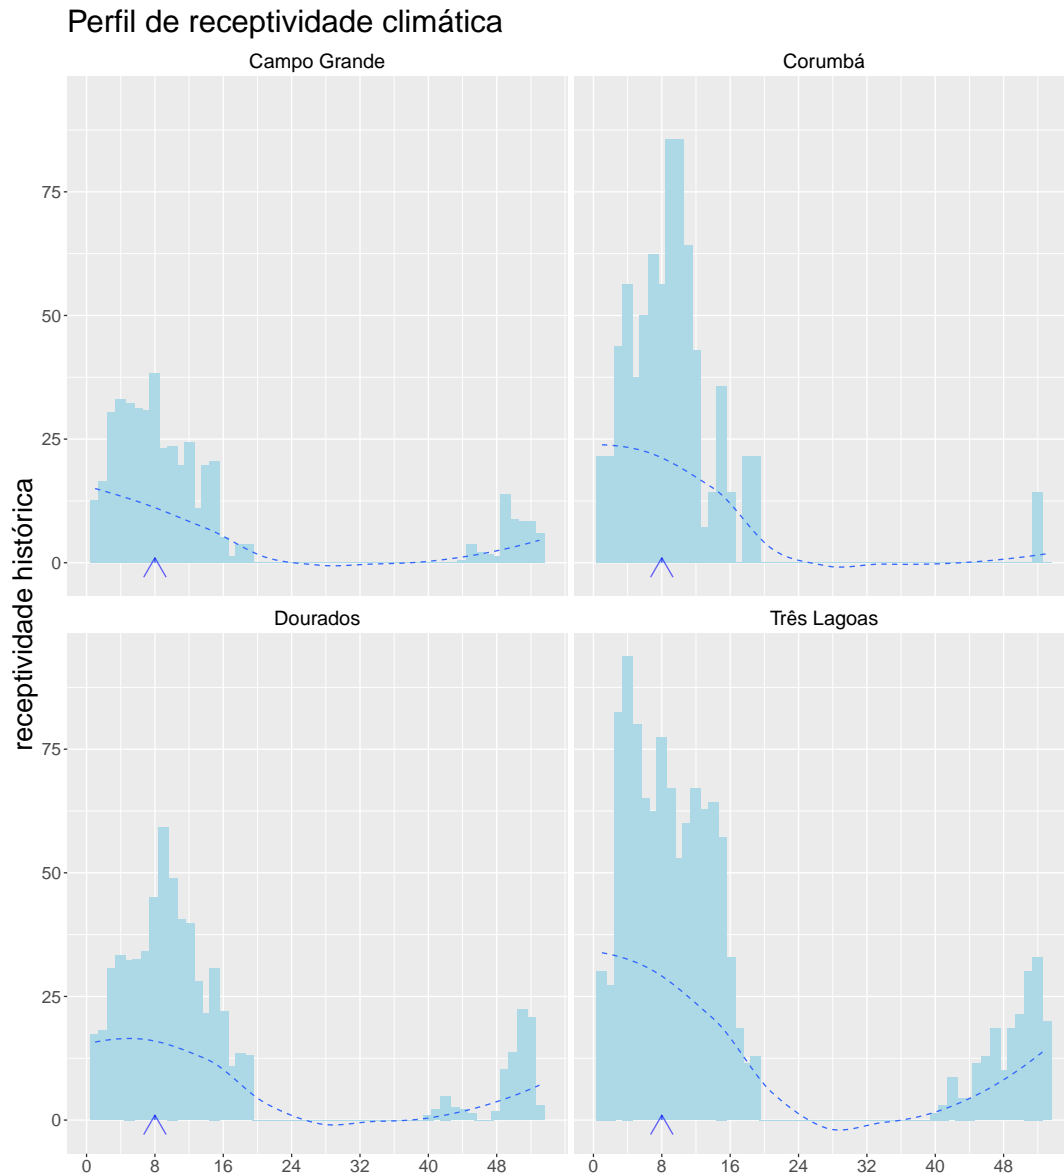 Perfil de receptividade climática
Campo Grande
Corumbá
75
50
25
0
receptividade histórica
Dourados
Três Lagoas
75
50
25
0
0 8 16 24 32 40 48
0 8 16 24 32 40 48